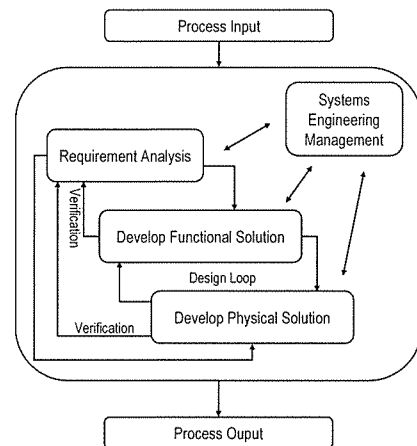 Process Input
Systems
Engineering
Management
Requirement Analysis
Verification
Develop Functional Solution
Design Loop
Develop Physical Solution
Verification
Process Ouput